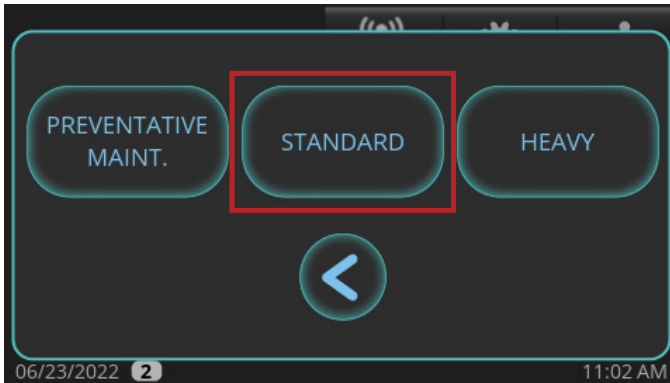 PREVENTATIVE
MAINT.
STANDARD
HEAVY
06/23/2022 2
11:02 AM